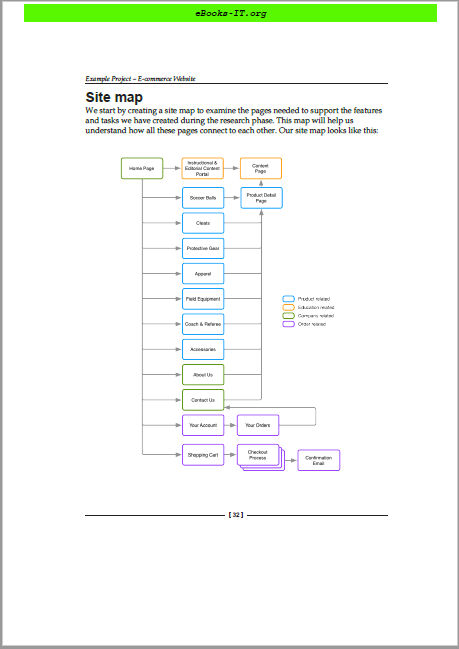 eBooks-IT.org
Example Project – E-commerce Website
Site map
We start by creating a site map to examine the pages needed to support the features
and tasks we have created during the research phase. This map will help us
understand how all these pages connect to each other. Our site map looks like this:
Home Page
Instructional &
Editorial Content
Portal
Content
Page
Soccer Balls
Product Detail
Page
Cleats
Protective Gear
Apparel
Field Equipment
Coach & Referee
Accessories
About Us
Contact Us
Your Account
Your Orders
Shopping Cart
Checkout
Process
Confirmation
Email
Product related
Education related
Company related
Order related
[ 32 ]